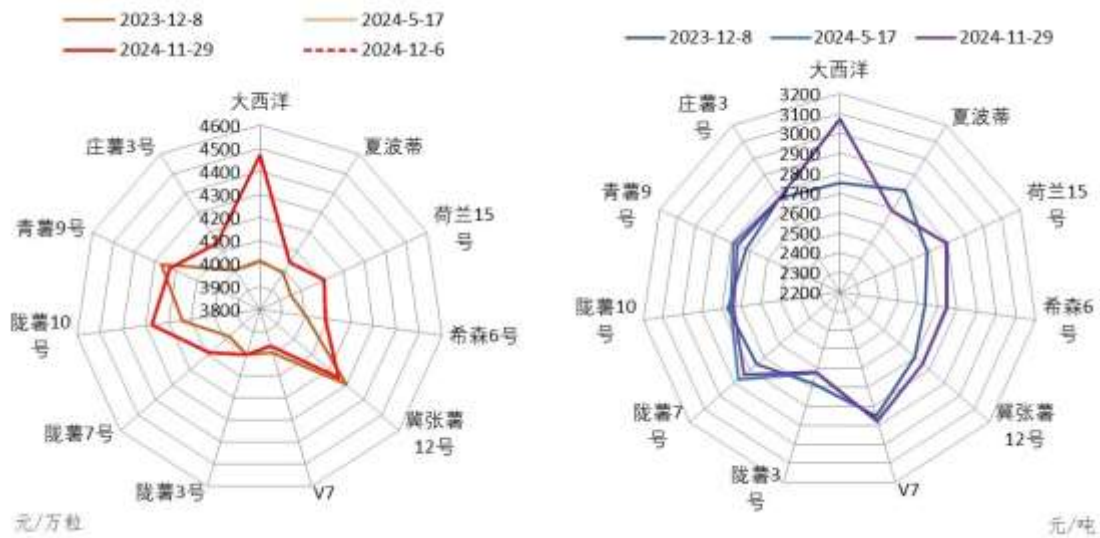 2023-12-8
2024-5-17
2024-11-29
2024-12-6
大西洋
夏波蒂
荷兰15
号
希森6号
冀张薯
12号
V7
陇薯3号
陇薯7号
陇薯10
号
青薯9号
庄薯3号
4600
4500
4400
4300
4200
4100
4000
3900
3800
元/万粒
2023-12-8
2024-5-17
2024-11-29
大西洋
夏波蒂
荷兰15
号
希森6
号
冀张薯
12号
V7
陇薯3
号
陇薯7
号
陇薯10
号
青薯9
号
庄薯3
号
3200
3100
3000
2900
2800
2700
2600
2500
2400
2300
2200
元/吨